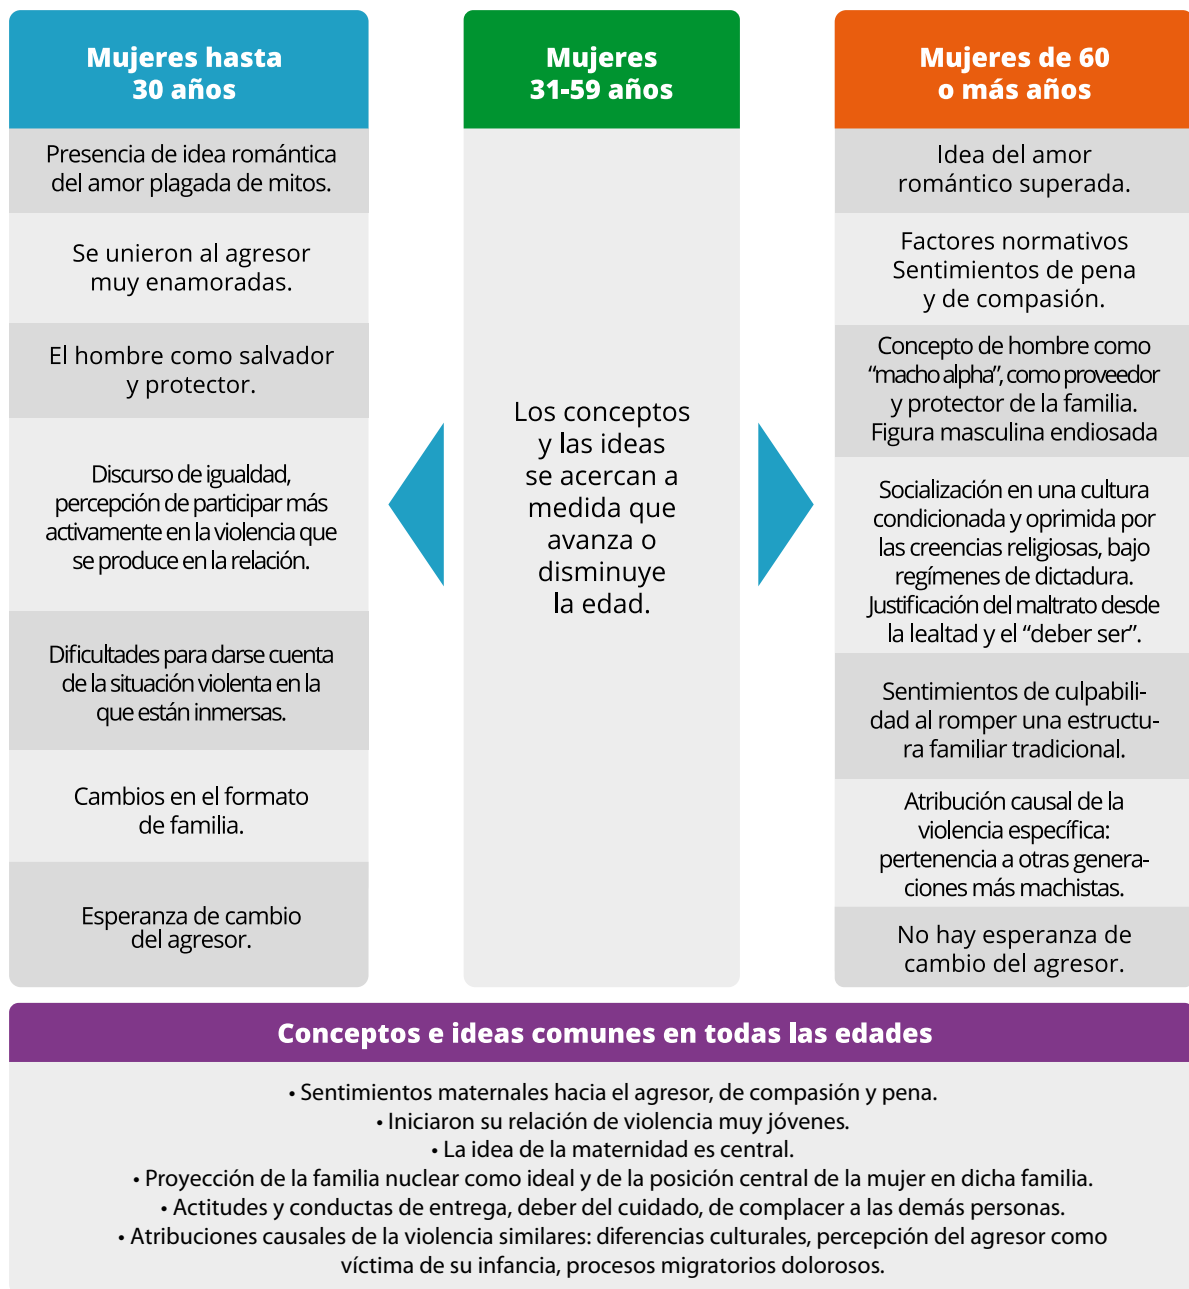 Mujeres hasta
30 años
Presencia de idea romántica
del amor plagada de mitos.
Se unieron al agresor
muy enamoradas.
El hombre como salvador
y protector.
Discurso de igualdad,
percepción de participar más
activamente en la violencia que
se produce en la relación.
Dificultades para darse cuenta
de la situación violenta en la
que están inmersas.
Cambios en el formato
de familia.
Esperanza de cambio
del agresor.
Mujeres
31-59 años
Los conceptos
y las ideas
se acercan a
medida que
avanza o
disminuye
la edad.
Mujeres de 60
o más años
Idea del amor
romántico superada.
Factores normativos
Sentimientos de pena
y de compasión.
Concepto de hombre como
“macho alpha”, como proveedor
y protector de la familia.
Figura masculina endiosada
Socialización en una cultura
condicionada y oprimida por
las creencias religiosas, bajo
regímenes de dictadura.
Justificación del maltrato desde
la lealtad y el “deber ser”.
Sentimientos de culpabili-
dad al romper una estructu-
ra familiar tradicional.
Atribución causal de la
violencia específica:
pertenencia a otras genera-
ciones más machistas.
No hay esperanza de
cambio del agresor.
Conceptos e ideas comunes en todas las edades
• Sentimientos maternales hacia el agresor, de compasión y pena.
• Iniciaron su relación de violencia muy jóvenes.
• La idea de la maternidad es central.
• Proyección de la familia nuclear como ideal y de la posición central de la mujer en dicha familia.
• Actitudes y conductas de entrega, deber del cuidado, de complacer a las demás personas.
• Atribuciones causales de la violencia similares: diferencias culturales, percepción del agresor como
víctima de su infancia, procesos migratorios dolorosos.